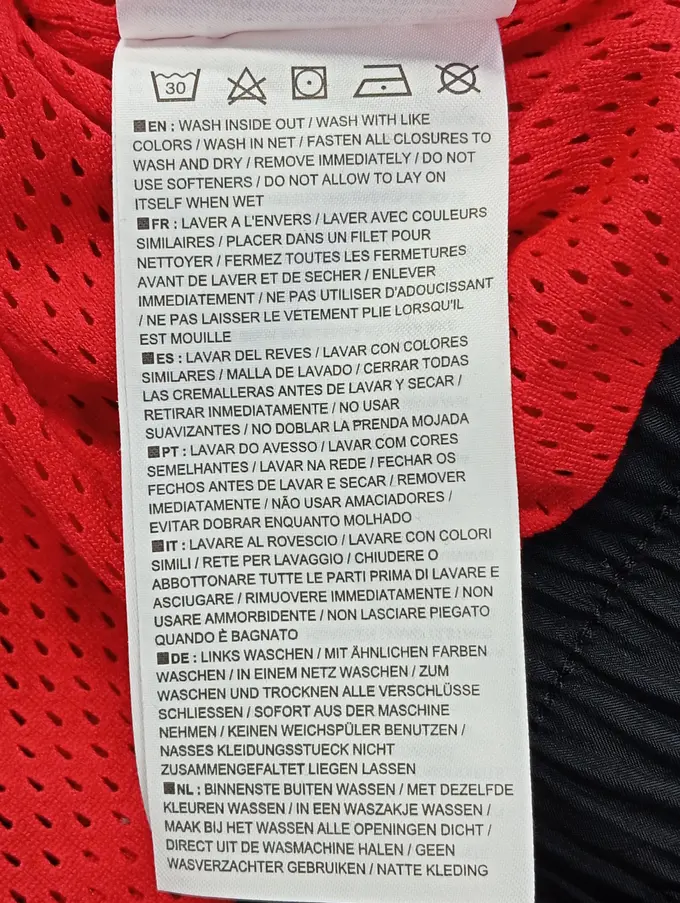 30
EN : WASH INSIDE OUT / WASH WITH LIKE
COLORS / WASH IN NET / FASTEN ALL CLOSURES TO
WASH AND DRY / REMOVE IMMEDIATELY / DO NOT
USE SOFTENERS / DO NOT ALLOW TO LAY ON
ITSELF WHEN WET
FR : LAVER A L'ENVERS / LAVER AVEC COULEURS
SIMILAIRES / PLACER DANS UN FILET POUR
NETTOYER / FERMEZ TOUTES LES FERMETURES
AVANT DE LAVER ET DE SECHER / ENLEVER
IMMEDIATEMENT / NE PAS UTILISER D'ADOUCISSANT
/ NE PAS LAISSER LE VETEMENT PLIE LORSQU'IL
EST MOUILLE
ES : LAVAR DEL REVES / LAVAR CON COLORES
SIMILARES / MALLA DE LAVADO / CERRAR TODAS
LAS CREMALLERAS ANTES DE LAVAR Y SECAR /
RETIRAR INMEDIATAMENTE / NO USAR
SUAVIZANTES / NO DOBLAR LA PRENDA MOJADA
PT : LAVAR DO AVESSO / LAVAR COM CORES
SEMELHANTES / LAVAR NA REDE / FECHAR OS
FECHOS ANTES DE LAVAR E SECAR / REMOVER
IMEDIATAMENTE / NÃO USAR AMACIADORES /
EVITAR DOBRAR ENQUANTO MOLHADO
IT : LAVARE AL ROVESCIO / LAVARE CON COLORI
SIMILI / RETE PER LAVAGGIO / CHIUDERE O
ABBOTTONARE TUTTE LE PARTI PRIMA DI LAVARE E
ASCIUGARE / RIMUOVERE IMMEDIATAMENTE / NON
USARE AMMORBIDENTE / NON LASCIARE PIEGATO
QUANDO È BAGNATO
DE : LINKS WASCHEN / MIT ÄHNLICHEN FARBEN
WASCHEN / IN EINEM NETZ WASCHEN / ZUM
WASCHEN UND TROCKNEN ALLE VERSCHLÜSSE
SCHLIESSEN / SOFORT AUS DER MASCHINE
NEHMEN / KEINEN WEICHSPÜLER BENUTZEN /
NASSES KLEIDUNGSSTUECK NICHT
ZUSAMMENGEFALTET LIEGEN LASSEN
NL : BINNENSTE BUITEN WASSEN / MET DEZELFDE
KLEUREN WASSEN / IN EEN WASZAKJE WASSEN /
MAAK BIJ HET WASSEN ALLE OPENINGEN DICHT /
DIRECT UIT DE WASMACHINE HALEN / GEEN
WASVERZACHTER GEBRUIKEN / NATTE KLEDING